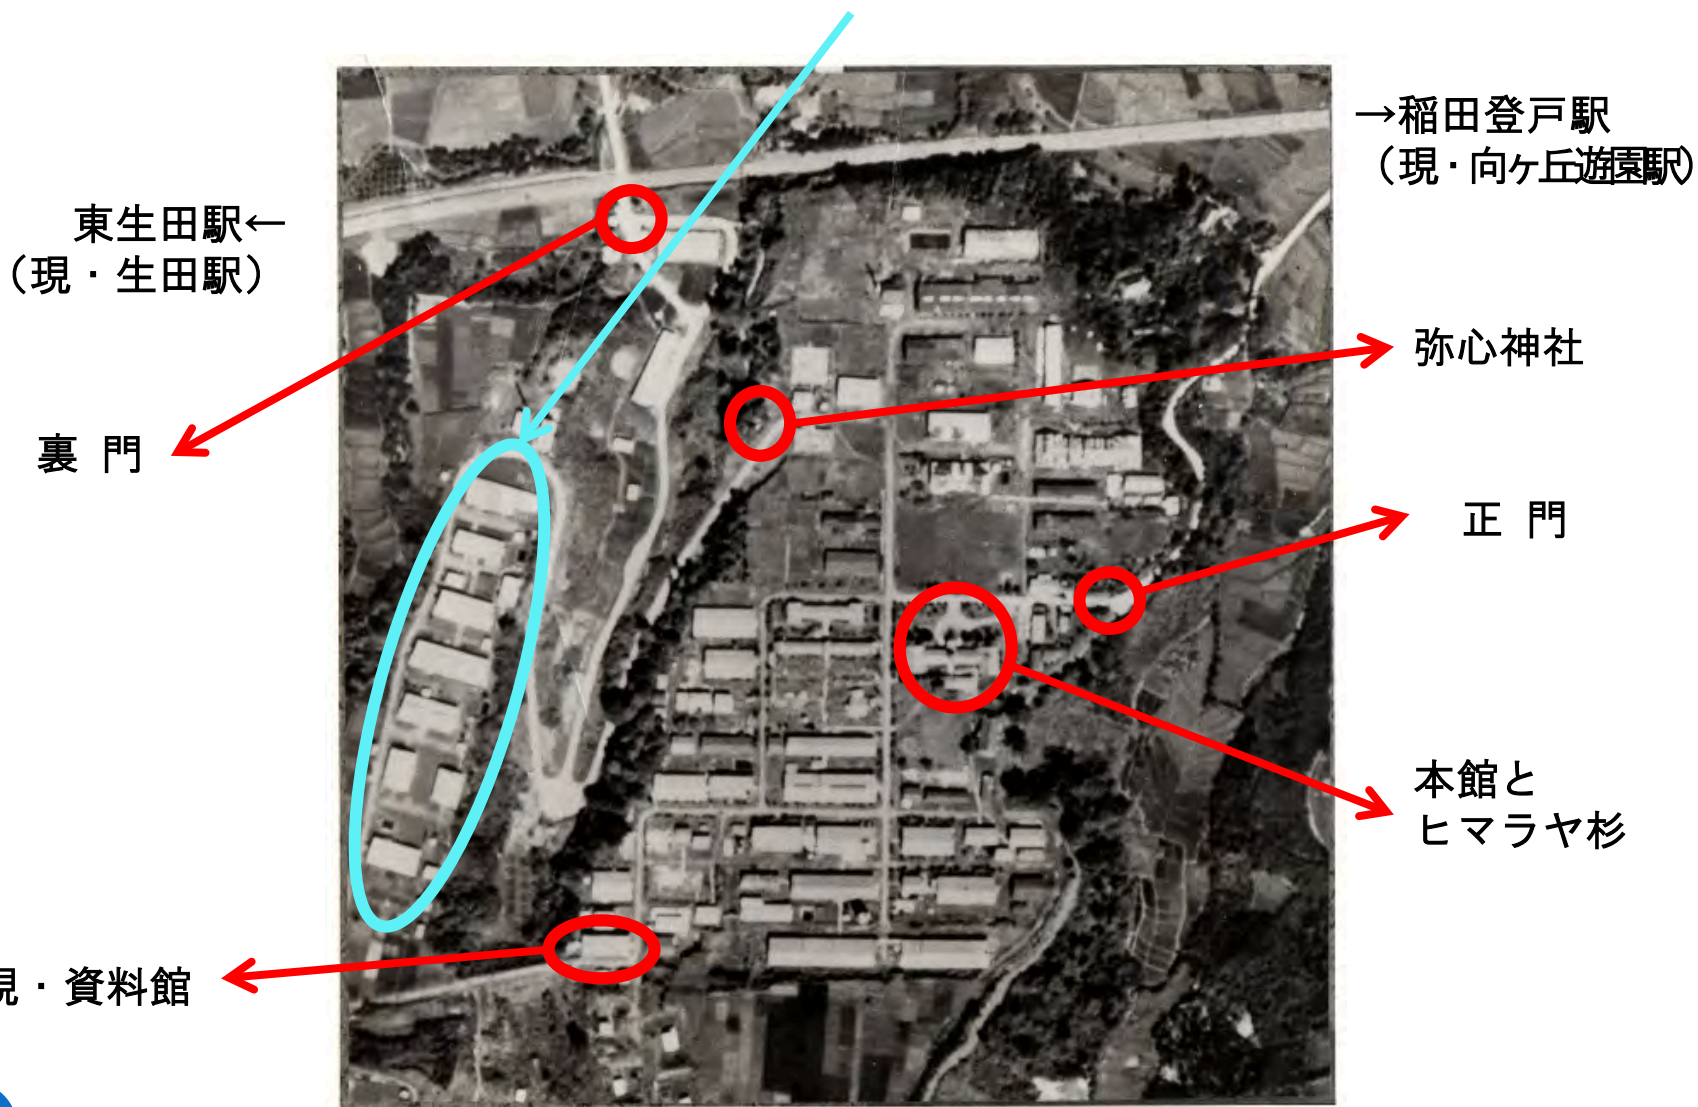 →稲田登戸駅
（現・向ヶ丘遊園駅）
東生田駅←
（現・生田駅）
弥心神社
裏 門
正 門
本館と
ヒマラヤ杉
現・資料館